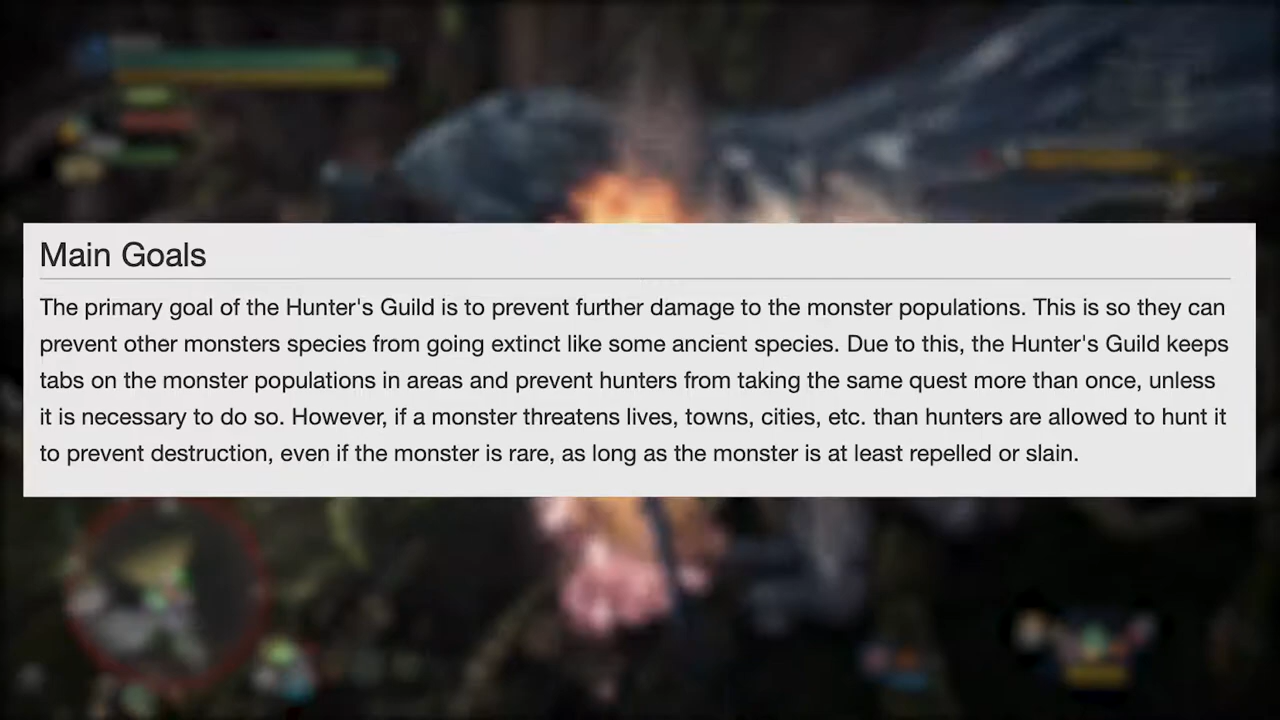 Main Goals
The primary goal of the Hunter's Guild is to prevent further damage to the monster populations. This is so they can
prevent other monsters species from going extinct like some ancient species. Due to this, the Hunter's Guild keeps
tabs on the monster populations in areas and prevent hunters from taking the same quest more than once, unless
it is necessary to do so. However, if a monster threatens lives, towns, cities, etc. than hunters are allowed to hunt it
to prevent destruction, even if the monster is rare, as long as the monster is at least repelled or slain.